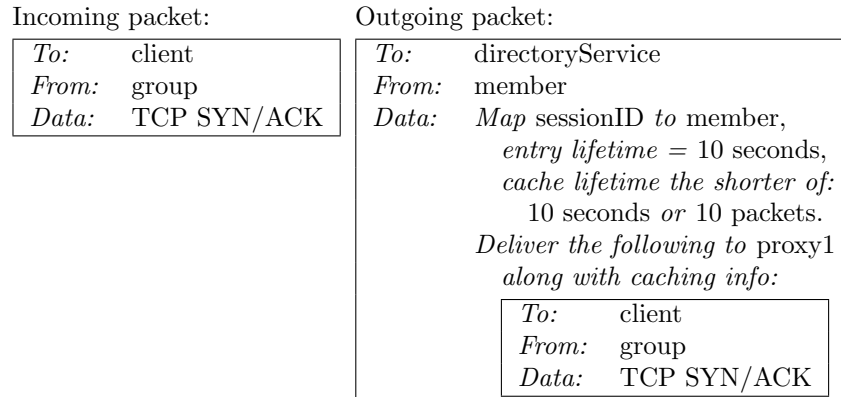 Incoming packet:
To: client
From: group
Data: TCP SYN/ACK
Outgoing packet:
To: directoryService
From: member
Data: Map sessionID to member,
entry lifetime = 10 seconds,
cache lifetime the shorter of:
10 seconds or 10 packets.
Deliver the following to proxy1
along with caching info:
To: client
From: group
Data: TCP SYN/ACK